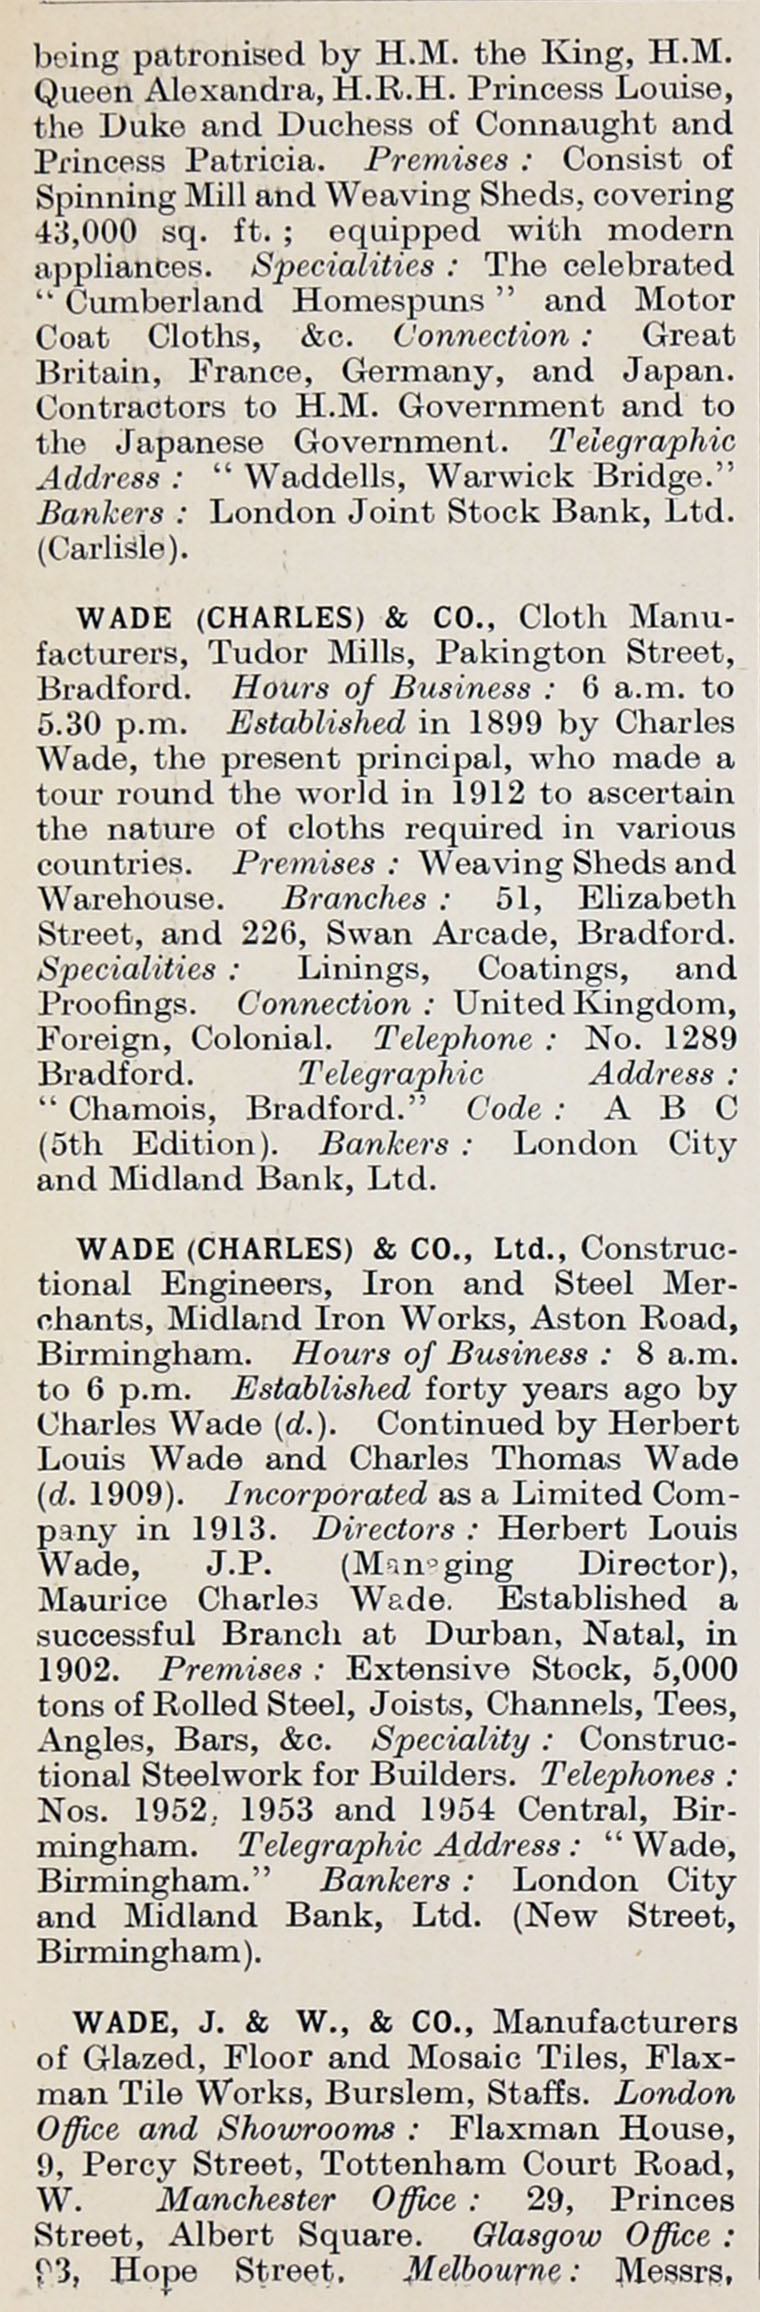 being patronised by H.M. the King, H.M.
Queen Alexandra, H.R.H. Princess Louise,
the Duke and Duchess of Connaught and
Princess Patricia. Premises : Consist of
Spinning Mill and Weaving Sheds, covering
43,000 sq. ft. ; equipped with modern
appliances. Specialities : The celebrated
“ Cumberland Homespuns ” and Motor
Coat Cloths, &c. Connection : Great
Britain, France, Germany, and Japan.
Contractors to H.M. Government and to
the Japanese Government. Telegraphic
Address : “ Waddells, Warwick Bridge.”
Bankers : London Joint Stock Bank, Ltd.
(Carlisle).
WADE (CHARLES) & CO., Cloth Manu-
facturers, Tudor Mills, Pakington Street,
Bradford. Hours of Business : 6 a.m. to
5.30 p.m. Established in 1899 by Charles
Wade, the present principal, who made a
tour round the world in 1912 to ascertain
the nature of cloths required in various
countries. Premises : Weaving Sheds and
Warehouse. Branches : 51, Elizabeth
Street, and 226, Swan Arcade, Bradford.
Specialities : Linings, Coatings, and
Proofings. Connection : United Kingdom,
Foreign, Colonial. Telephone : No. 1289
Bradford. Telegraphic Address :
“ Chamois, Bradford.” Code : A B C
(5th Edition). Bankers : London City
and Midland Bank, Ltd.
WADE (CHARLES) & CO., Ltd., Construc-
tional Engineers, Iron and Steel Mer-
chants, Midland Iron Works, Aston Road,
Birmingham. Hours of Business : 8 a.m.
to 6 p.m. Established forty years ago by
Charles Wade (d.). Continued by Herbert
Louis Wade and Charles Thomas Wade
(d. 1909). Incorporated as a Limited Com-
pany in 1913. Directors : Herbert Louis
Wade, J.P. (Managing Director),
Maurice Charles Wade. Established a
successful Branch at Durban, Natal, in
1902. Premises : Extensive Stock, 5,000
tons of Rolled Steel, Joists, Channels, Tees,
Angles, Bars, &c. Speciality : Construc-
tional Steelwork for Builders. Telephones :
Nos. 1952, 1953 and 1954 Central, Bir-
mingham. Telegraphic Address : “ Wade,
Birmingham.” Bankers : London City
and Midland Bank, Ltd. (New Street,
Birmingham).
WADE, J. & W., & CO., Manufacturers
of Glazed, Floor and Mosaic Tiles, Flax-
man Tile Works, Burslem, Staffs. London
Office and Showrooms : Flaxman House,
9, Percy Street, Tottenham Court Road,
W. Manchester Office : 29, Princes
Street, Albert Square. Glasgow Office :
Hope Street. Melbourne : Messrs.